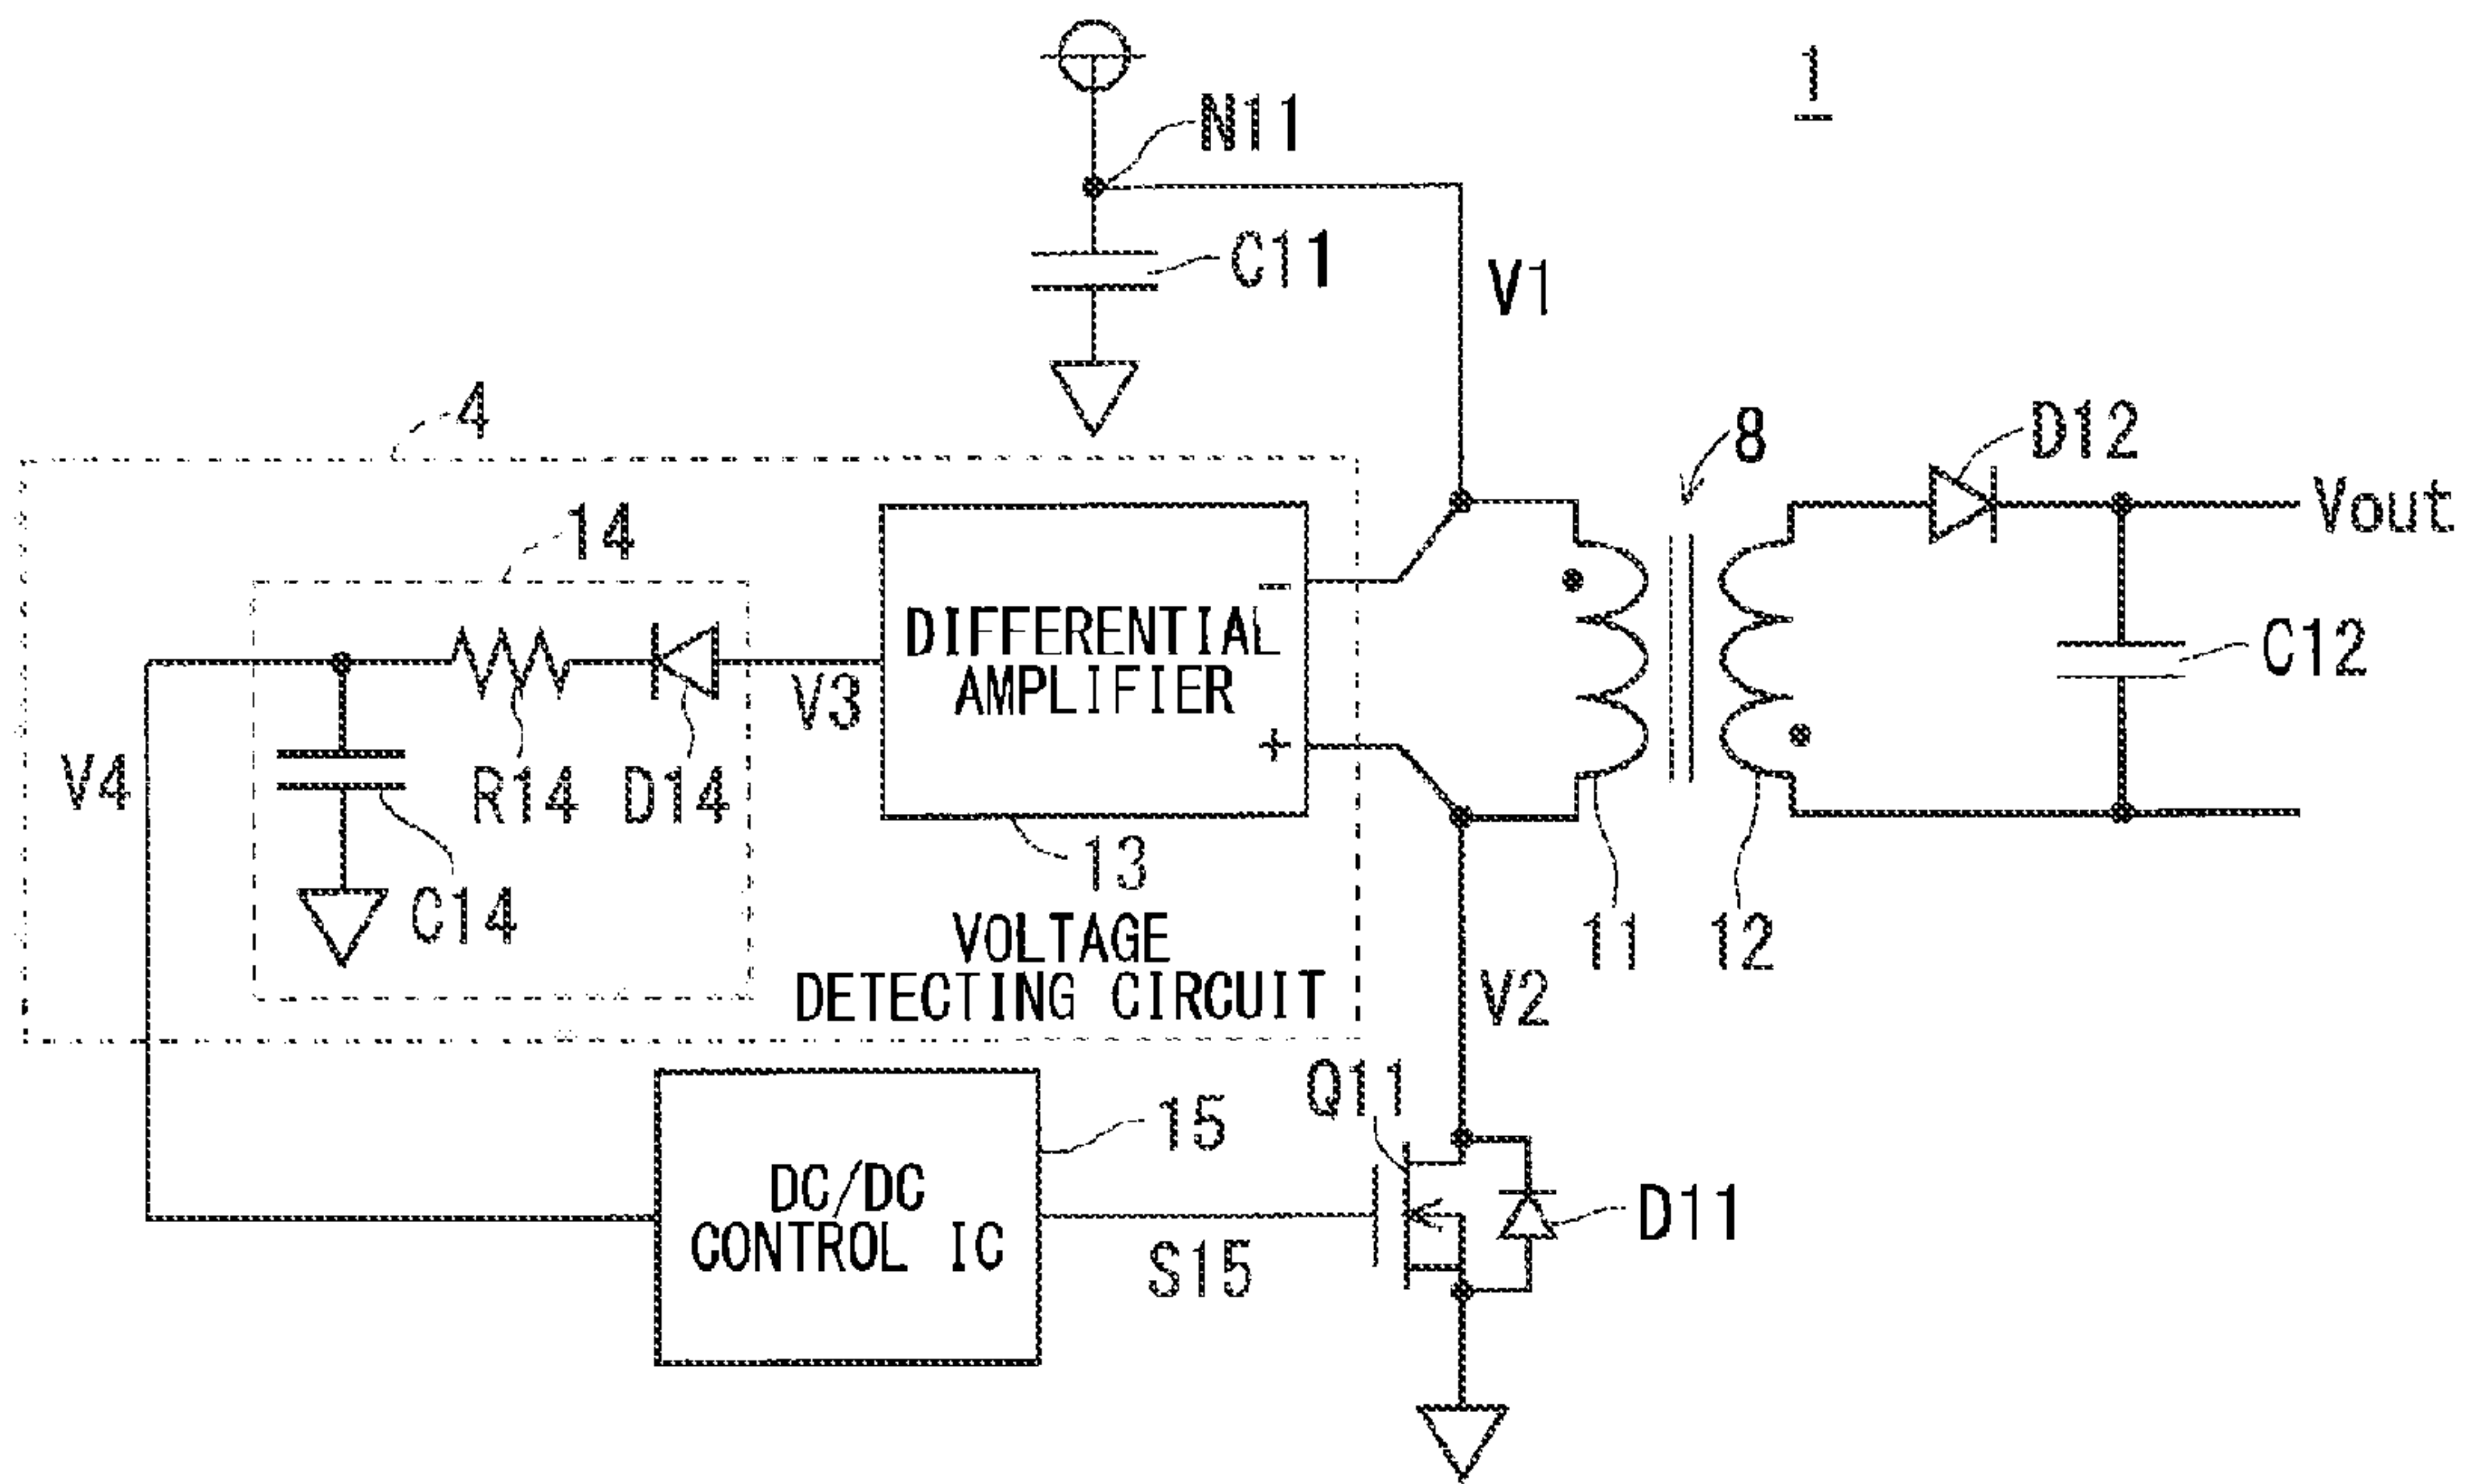 1
N11
C11
V1
4
8
D12
14
Vout
DIFFERENTIAL
AMPLIFIER
−
+
C12
V3
V4
R14
D14
13
C14
11
12
VOLTAGE
DETECTING CIRCUIT
V2
Q11
15
DC/DC
CONTROL IC
D11
S15